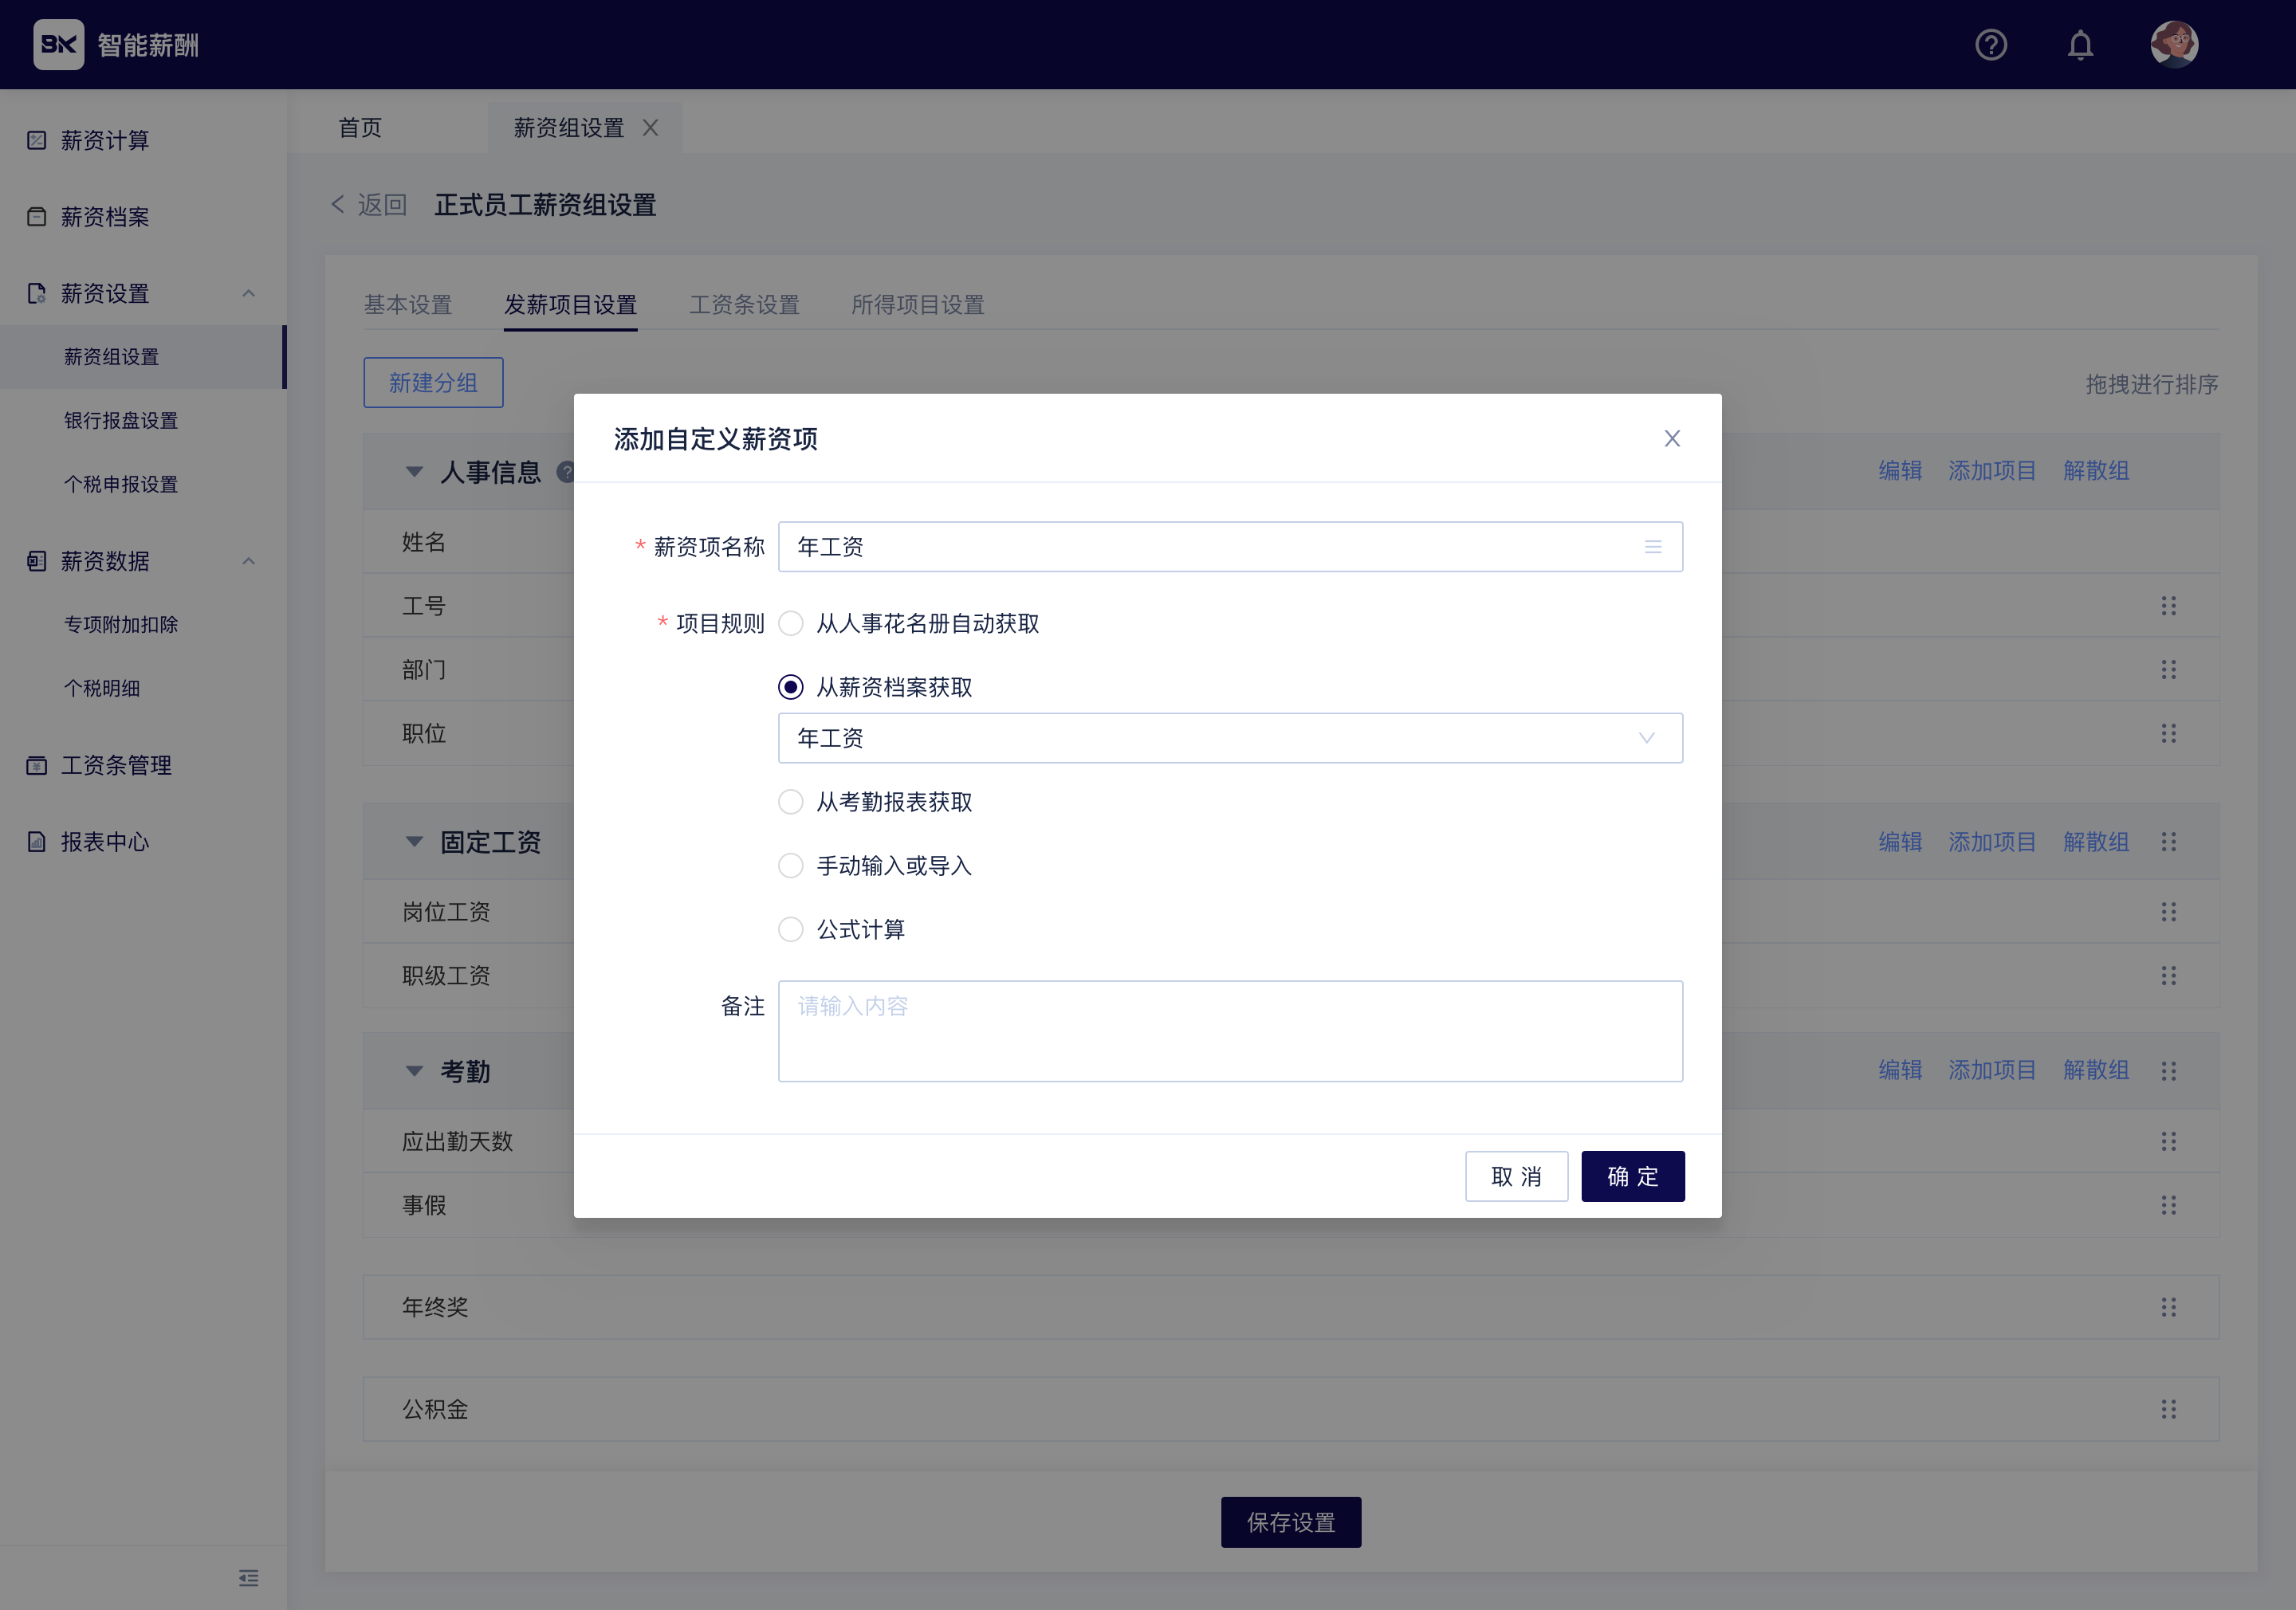 BK 智能薪酬
薪资计算
薪资档案
薪资设置
薪资组设置
银行报盘设置
个税申报设置
薪资数据
专项附加扣除
个税明细
工资条管理
报表中心
首页 薪资组设置
返回 正式员工薪资组设置
基本设置 发薪项目设置 工资条设置 所得项目设置
新建分组 拖拽进行排序
人事信息 ? 编辑 添加项目 解散组
姓名
工号
部门
职位
固定工资 编辑 添加项目 解散组
岗位工资
职级工资
考勤 编辑 添加项目 解散组
应出勤天数
事假
年终奖
公积金
保存设置
添加自定义薪资项
* 薪资项名称 年工资
* 项目规则 从人事花名册自动获取
从薪资档案获取
年工资
从考勤报表获取
手动输入或导入
公式计算
备注 请输入内容
取 消 确 定